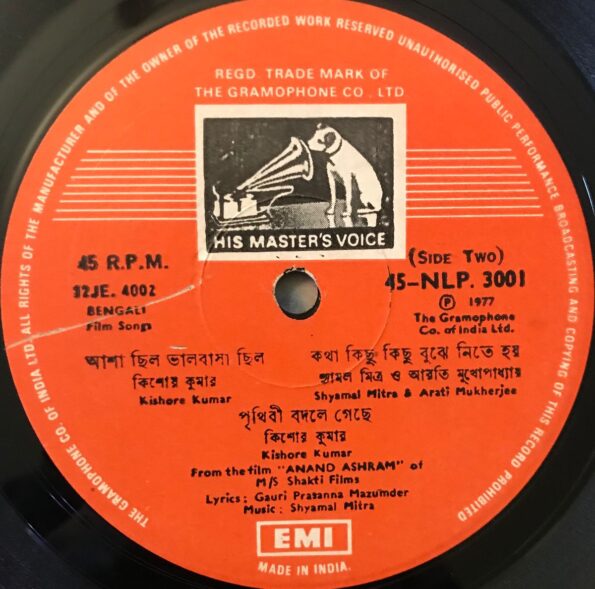 THE GRAMOPHONE CO. OF INDIA LTD. ALL RIGHTS OF THE MANUFACTURER AND OF THE OWNER OF THE RECORDED WORK RESERVED UNAUTHORISED PUBLIC PERFORMANCE BROADCASTING AND COPYING OF THIS RECORD PROHIBITED
REGD. TRADE MARK OF
THE GRAMOPHONE CO. LTD.
HIS MASTER'S VOICE
45 R.P.M.
32JE. 4002
BENGALI
Film Songs
(SIDE TWO)
45-NLP. 3001
Ⓟ 1977
The Gramophone
Co. of India Ltd.
আশা ছিল ভালবাসা ছিল
কিশোর কুমার
Kishore Kumar
কথা কিছু কিছু বুঝে নিতে হয়
শ্যামল মিত্র ও আরতি মুখোপাধ্যায়
Shyamal Mitra & Arati Mukherjee
পৃথিবী বদলে গেছে
কিশোর কুমার
Kishore Kumar
From the film "ANAND ASHRAM" of
M/S Shakti Films
Lyrics : Gauri Prasanna Mazumder
Music : Shyamal Mitra
EMI
MADE IN INDIA.